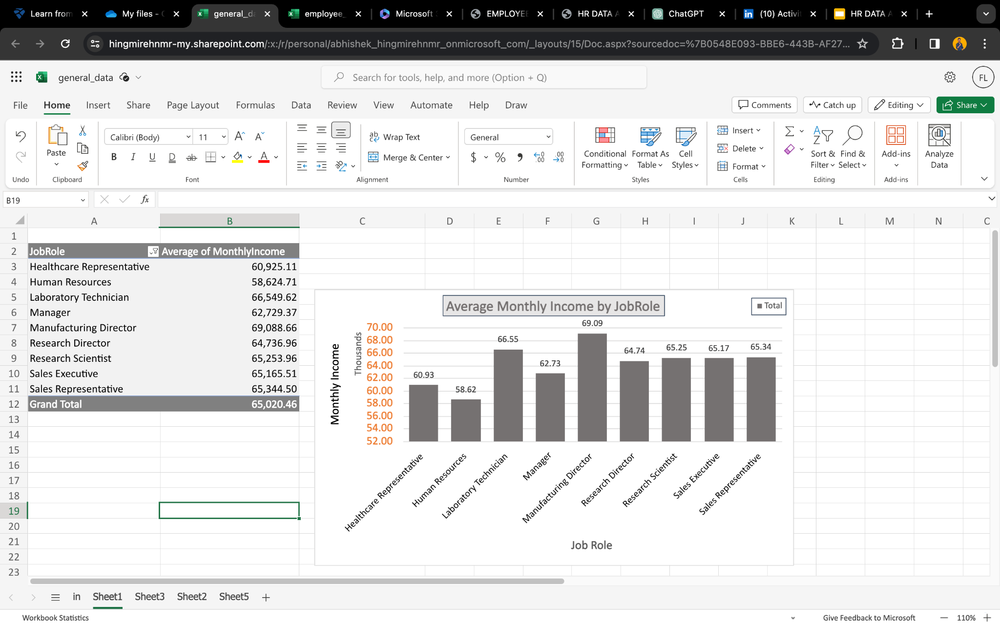 Learn from
My files -
general_da
employee_
Microsoft
EMPLOYEE
HR DATA A
ChatGPT
(10) Activit
HR DATA A
hingmirehnmr-my.sharepoint.com/:x:/r/personal/abhishek_hingmirehnmr_onmicrosoft_com/_layouts/15/Doc.aspx?sourcedoc=%7B0548E093-BBE6-443B-AF27...
general_data
Search for tools, help, and more (Option + Q)
FL
File Home Insert Share Page Layout Formulas Data Review View Automate Help Draw
Comments Catch up Editing Share
Paste
Calibri (Body) 11
Wrap Text
Merge & Center
General
Conditional Formatting
Format As Table
Cell Styles
Insert
Delete
Format
Sort & Filter
Find & Select
Add-ins
Analyze Data
Undo Clipboard Font Alignment Number Styles Cells Editing Add-ins
B19
fx
A B C D E F G H I J K L M N O
1
2 JobRole Average of MonthlyIncome
3 Healthcare Representative 60,925.11
4 Human Resources 58,624.71
5 Laboratory Technician 66,549.62
6 Manager 62,729.37
7 Manufacturing Director 69,088.66
8 Research Director 64,736.96
9 Research Scientist 65,253.96
10 Sales Executive 65,165.51
11 Sales Representative 65,344.50
12 Grand Total 65,020.46
13
14
15
16
17
18
19
20
21
22
23
Average Monthly Income by JobRole
Total
Monthly Income
Thousands
70.00
68.00
66.00
64.00
62.00
60.00
58.00
56.00
54.00
52.00
60.93
58.62
66.55
62.73
69.09
64.74
65.25
65.17
65.34
Healthcare Representative
Human Resources
Laboratory Technician
Manager
Manufacturing Director
Research Director
Research Scientist
Sales Executive
Sales Representative
Job Role
in Sheet1 Sheet3 Sheet2 Sheet5
Workbook Statistics
Give Feedback to Microsoft
110%